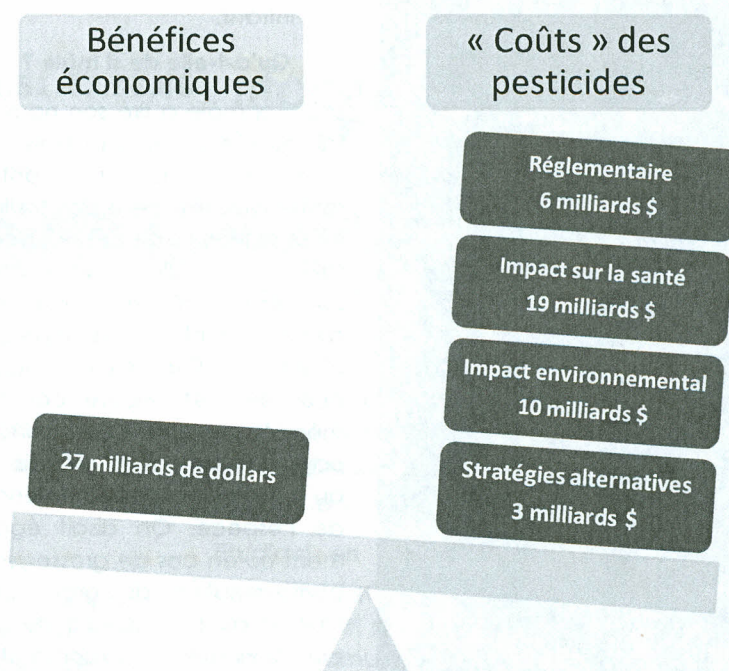 Bénéfices
économiques
27 milliards de dollars
« Coûts » des
pesticides
Réglementaire
6 milliards $
Impact sur la santé
19 milliards $
Impact environnemental
10 milliards $
Stratégies alternatives
3 milliards $